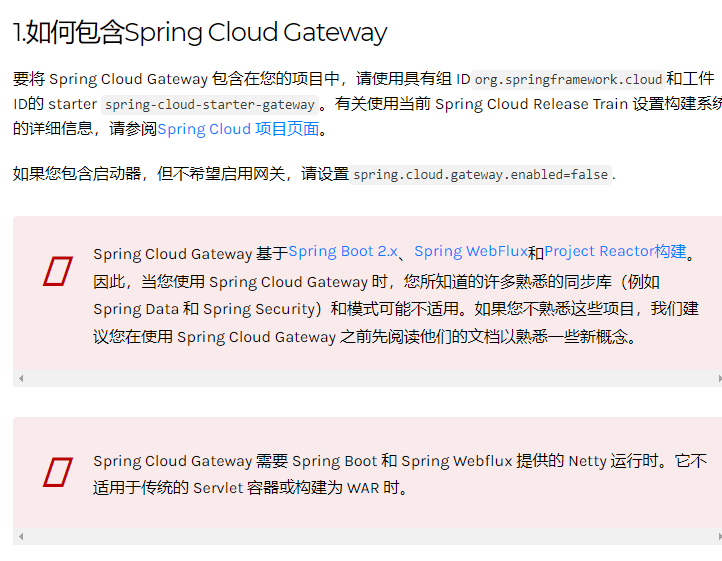 1.如何包含Spring Cloud Gateway
要将 Spring Cloud Gateway 包含在您的项目中，请使用具有组 ID org.springframework.cloud 和工件
ID的 starter spring-cloud-starter-gateway。有关使用当前 Spring Cloud Release Train 设置构建系统
的详细信息，请参阅Spring Cloud 项目页面。
如果您包含启动器，但不希望启用网关，请设置 spring.cloud.gateway.enabled=false.
Spring Cloud Gateway 基于Spring Boot 2.x、Spring WebFlux和Project Reactor构建。
因此，当您使用 Spring Cloud Gateway 时，您所知道的许多熟悉的同步库（例如
Spring Data 和 Spring Security）和模式可能不适用。如果您不熟悉这些项目，我们建
议您在使用 Spring Cloud Gateway 之前先阅读他们的文档以熟悉一些新概念。
Spring Cloud Gateway 需要 Spring Boot 和 Spring Webflux 提供的 Netty 运行时。它不
适用于传统的 Servlet 容器或构建为 WAR 时。